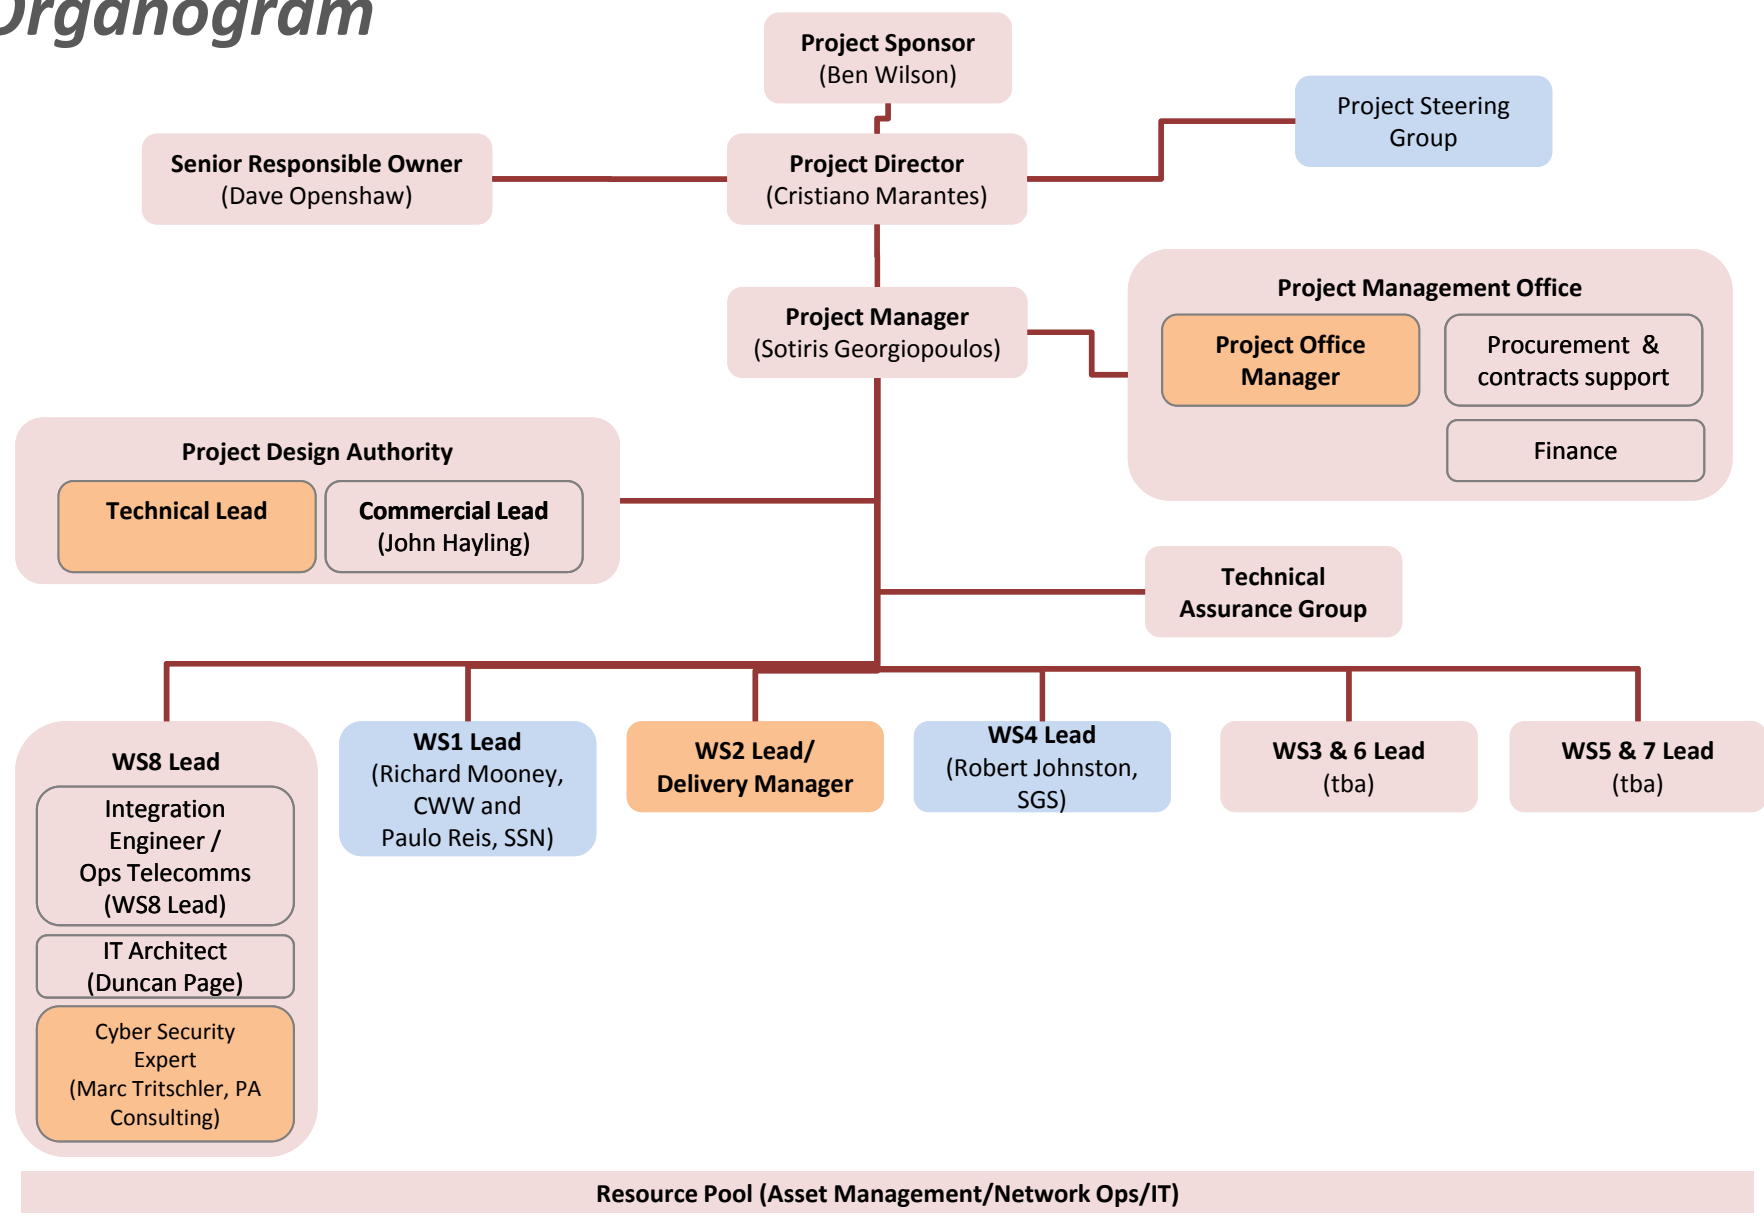 Organogram
Project Sponsor
(Ben Wilson)
Project Steering
Group
Senior Responsible Owner
(Dave Openshaw)
Project Director
(Cristiano Marantes)
Project Manager
(Sotiris Georgiopoulos)
Project Management Office
Project Office
Manager
Procurement &
contracts support
Finance
Project Design Authority
Technical Lead
Commercial Lead
(John Hayling)
Technical
Assurance Group
WS8 Lead
Integration
Engineer /
Ops Telecomms
(WS8 Lead)
IT Architect
(Duncan Page)
Cyber Security
Expert
(Marc Tritschler, PA
Consulting)
WS1 Lead
(Richard Mooney,
CWW and
Paulo Reis, SSN)
WS2 Lead/
Delivery Manager
WS4 Lead
(Robert Johnston,
SGS)
WS3 & 6 Lead
(tba)
WS5 & 7 Lead
(tba)
Resource Pool (Asset Management/Network Ops/IT)